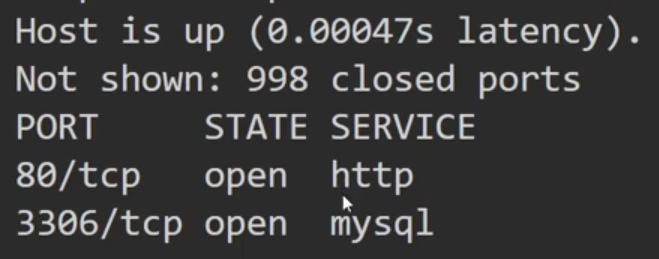 Host is up (0.00047s latency).
Not shown: 998 closed ports
PORT STATE SERVICE
80/tcp open http
3306/tcp open mysql